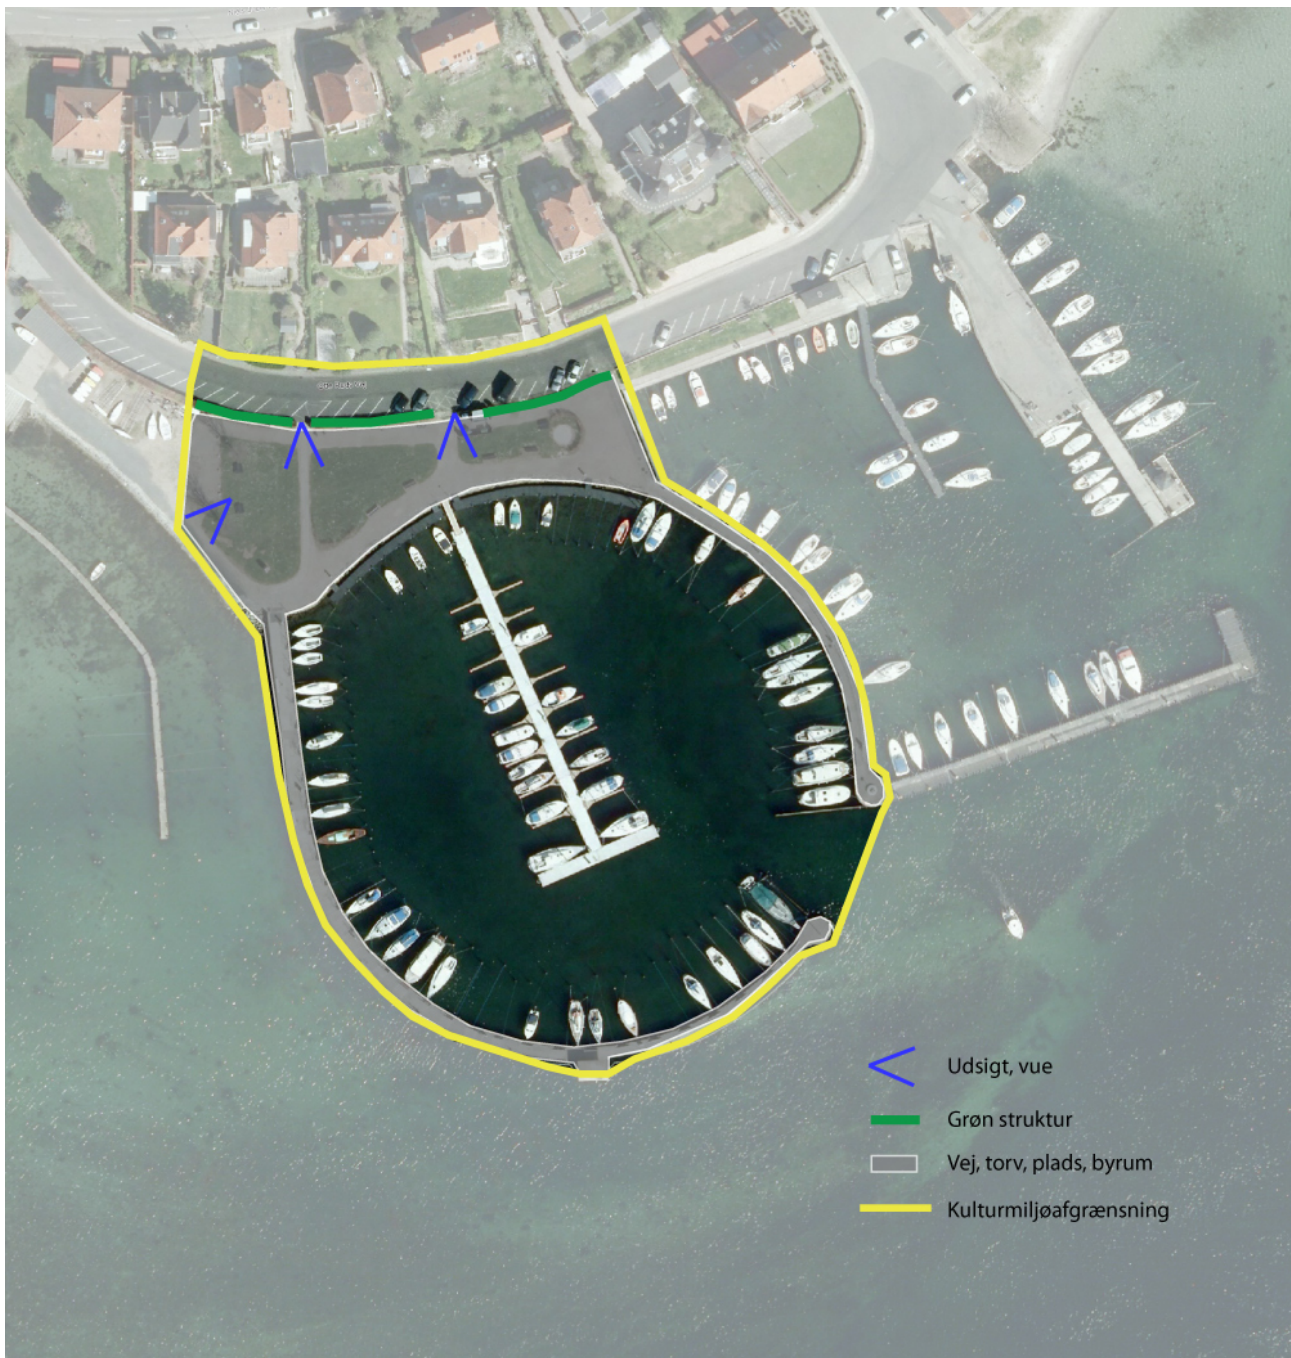 Udsigt, vue
Grøn struktur
Vej, torv, plads, byrum
Kulturmiljøafgrænsning